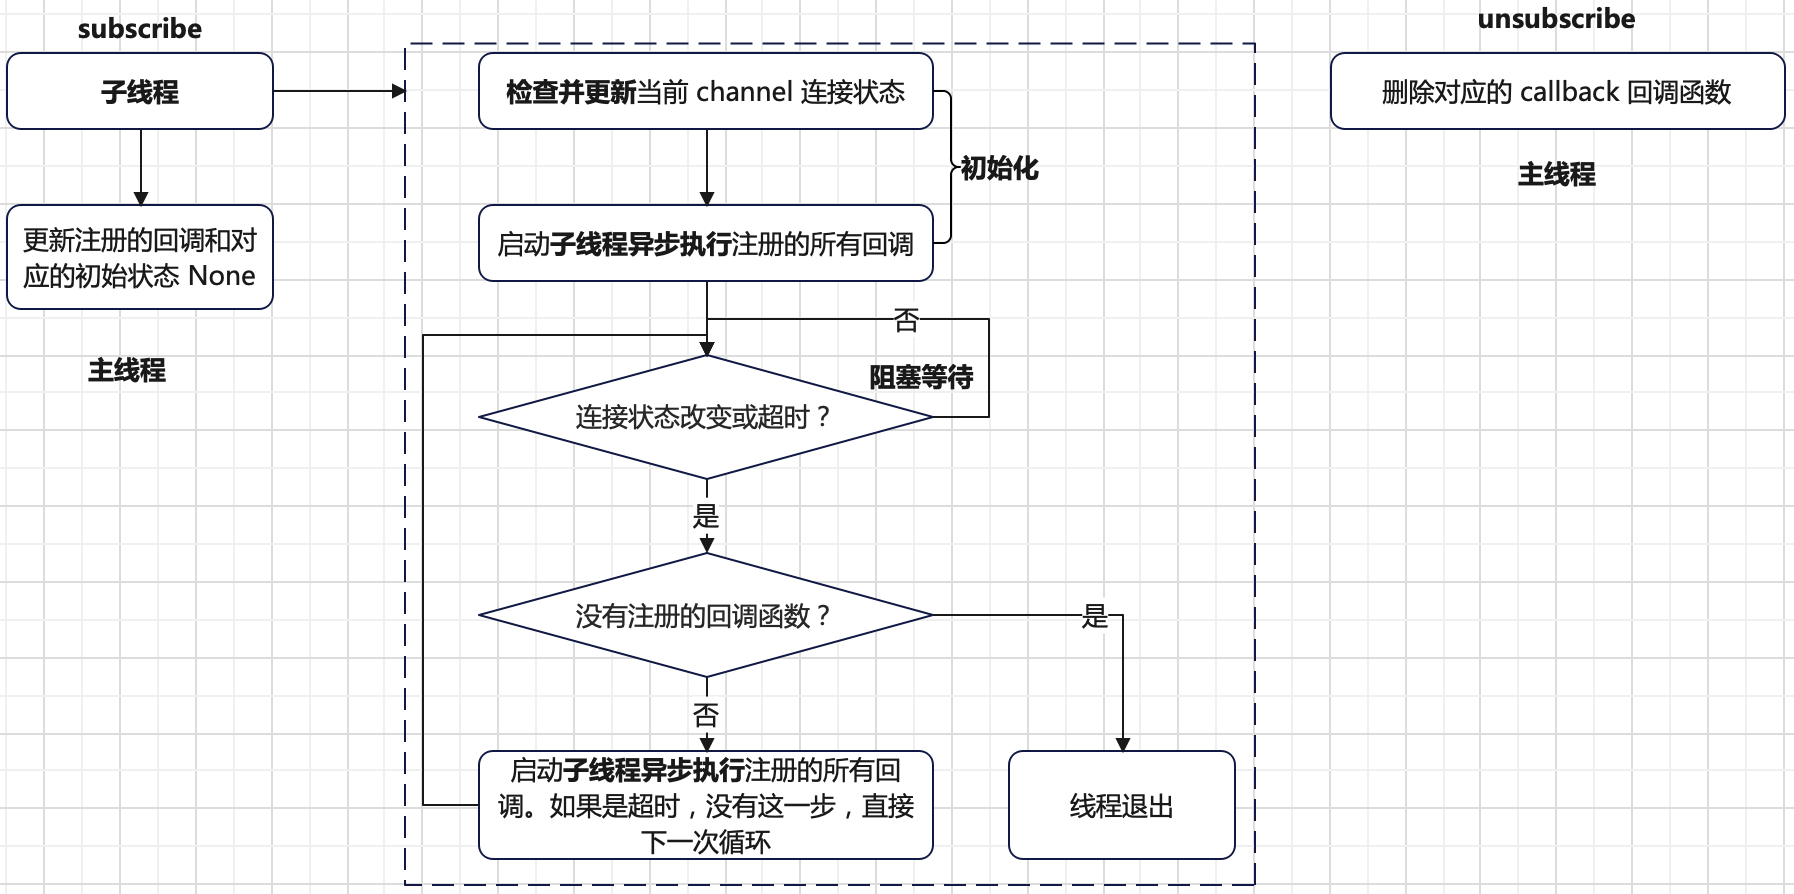 subscribe
子线程
更新注册的回调和对
应的初始状态 None
主线程
检查并更新当前 channel 连接状态
初始化
启动子线程异步执行注册的所有回调
否
阻塞等待
连接状态改变或超时？
是
没有注册的回调函数？
是
否
启动子线程异步执行注册的所有回
调。如果是超时，没有这一步，直接
下一次循环
线程退出
unsubscribe
删除对应的 callback 回调函数
主线程